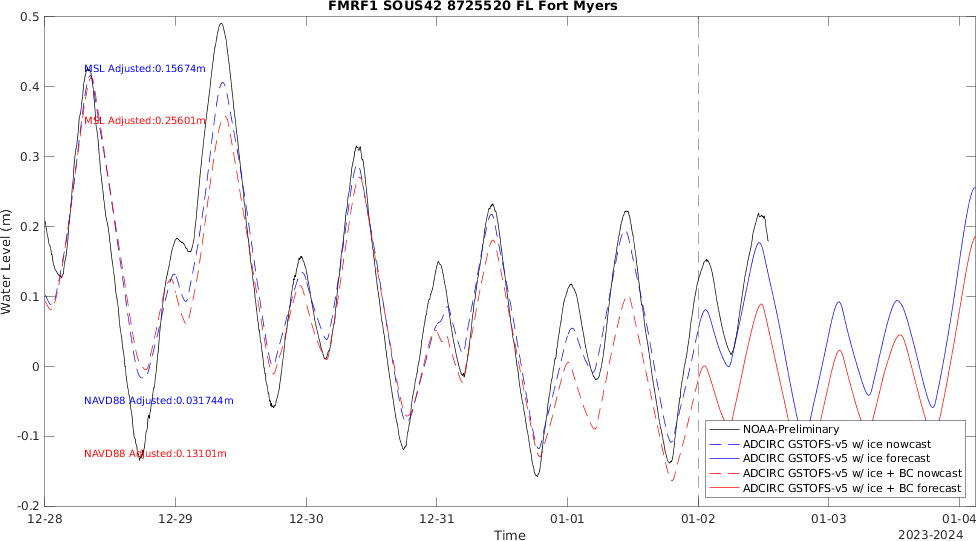 FMRF1 SOUS42 8725520 FL Fort Myers
0.5
0.4
0.3
0.2
0.1
0
-0.1
-0.2
Water Level (m)
MSL Adjusted:0.15674m
MSL Adjusted:0.25601m
NAVD88 Adjusted:0.031744m
NAVD88 Adjusted:0.13101m
NOAA-Preliminary
ADCIRC GSTOFS-v5 w/ ice nowcast
ADCIRC GSTOFS-v5 w/ ice forecast
ADCIRC GSTOFS-v5 w/ ice + BC nowcast
ADCIRC GSTOFS-v5 w/ ice + BC forecast
12-28 12-29 12-30 12-31 01-01 01-02 01-03 01-04
Time
2023-2024